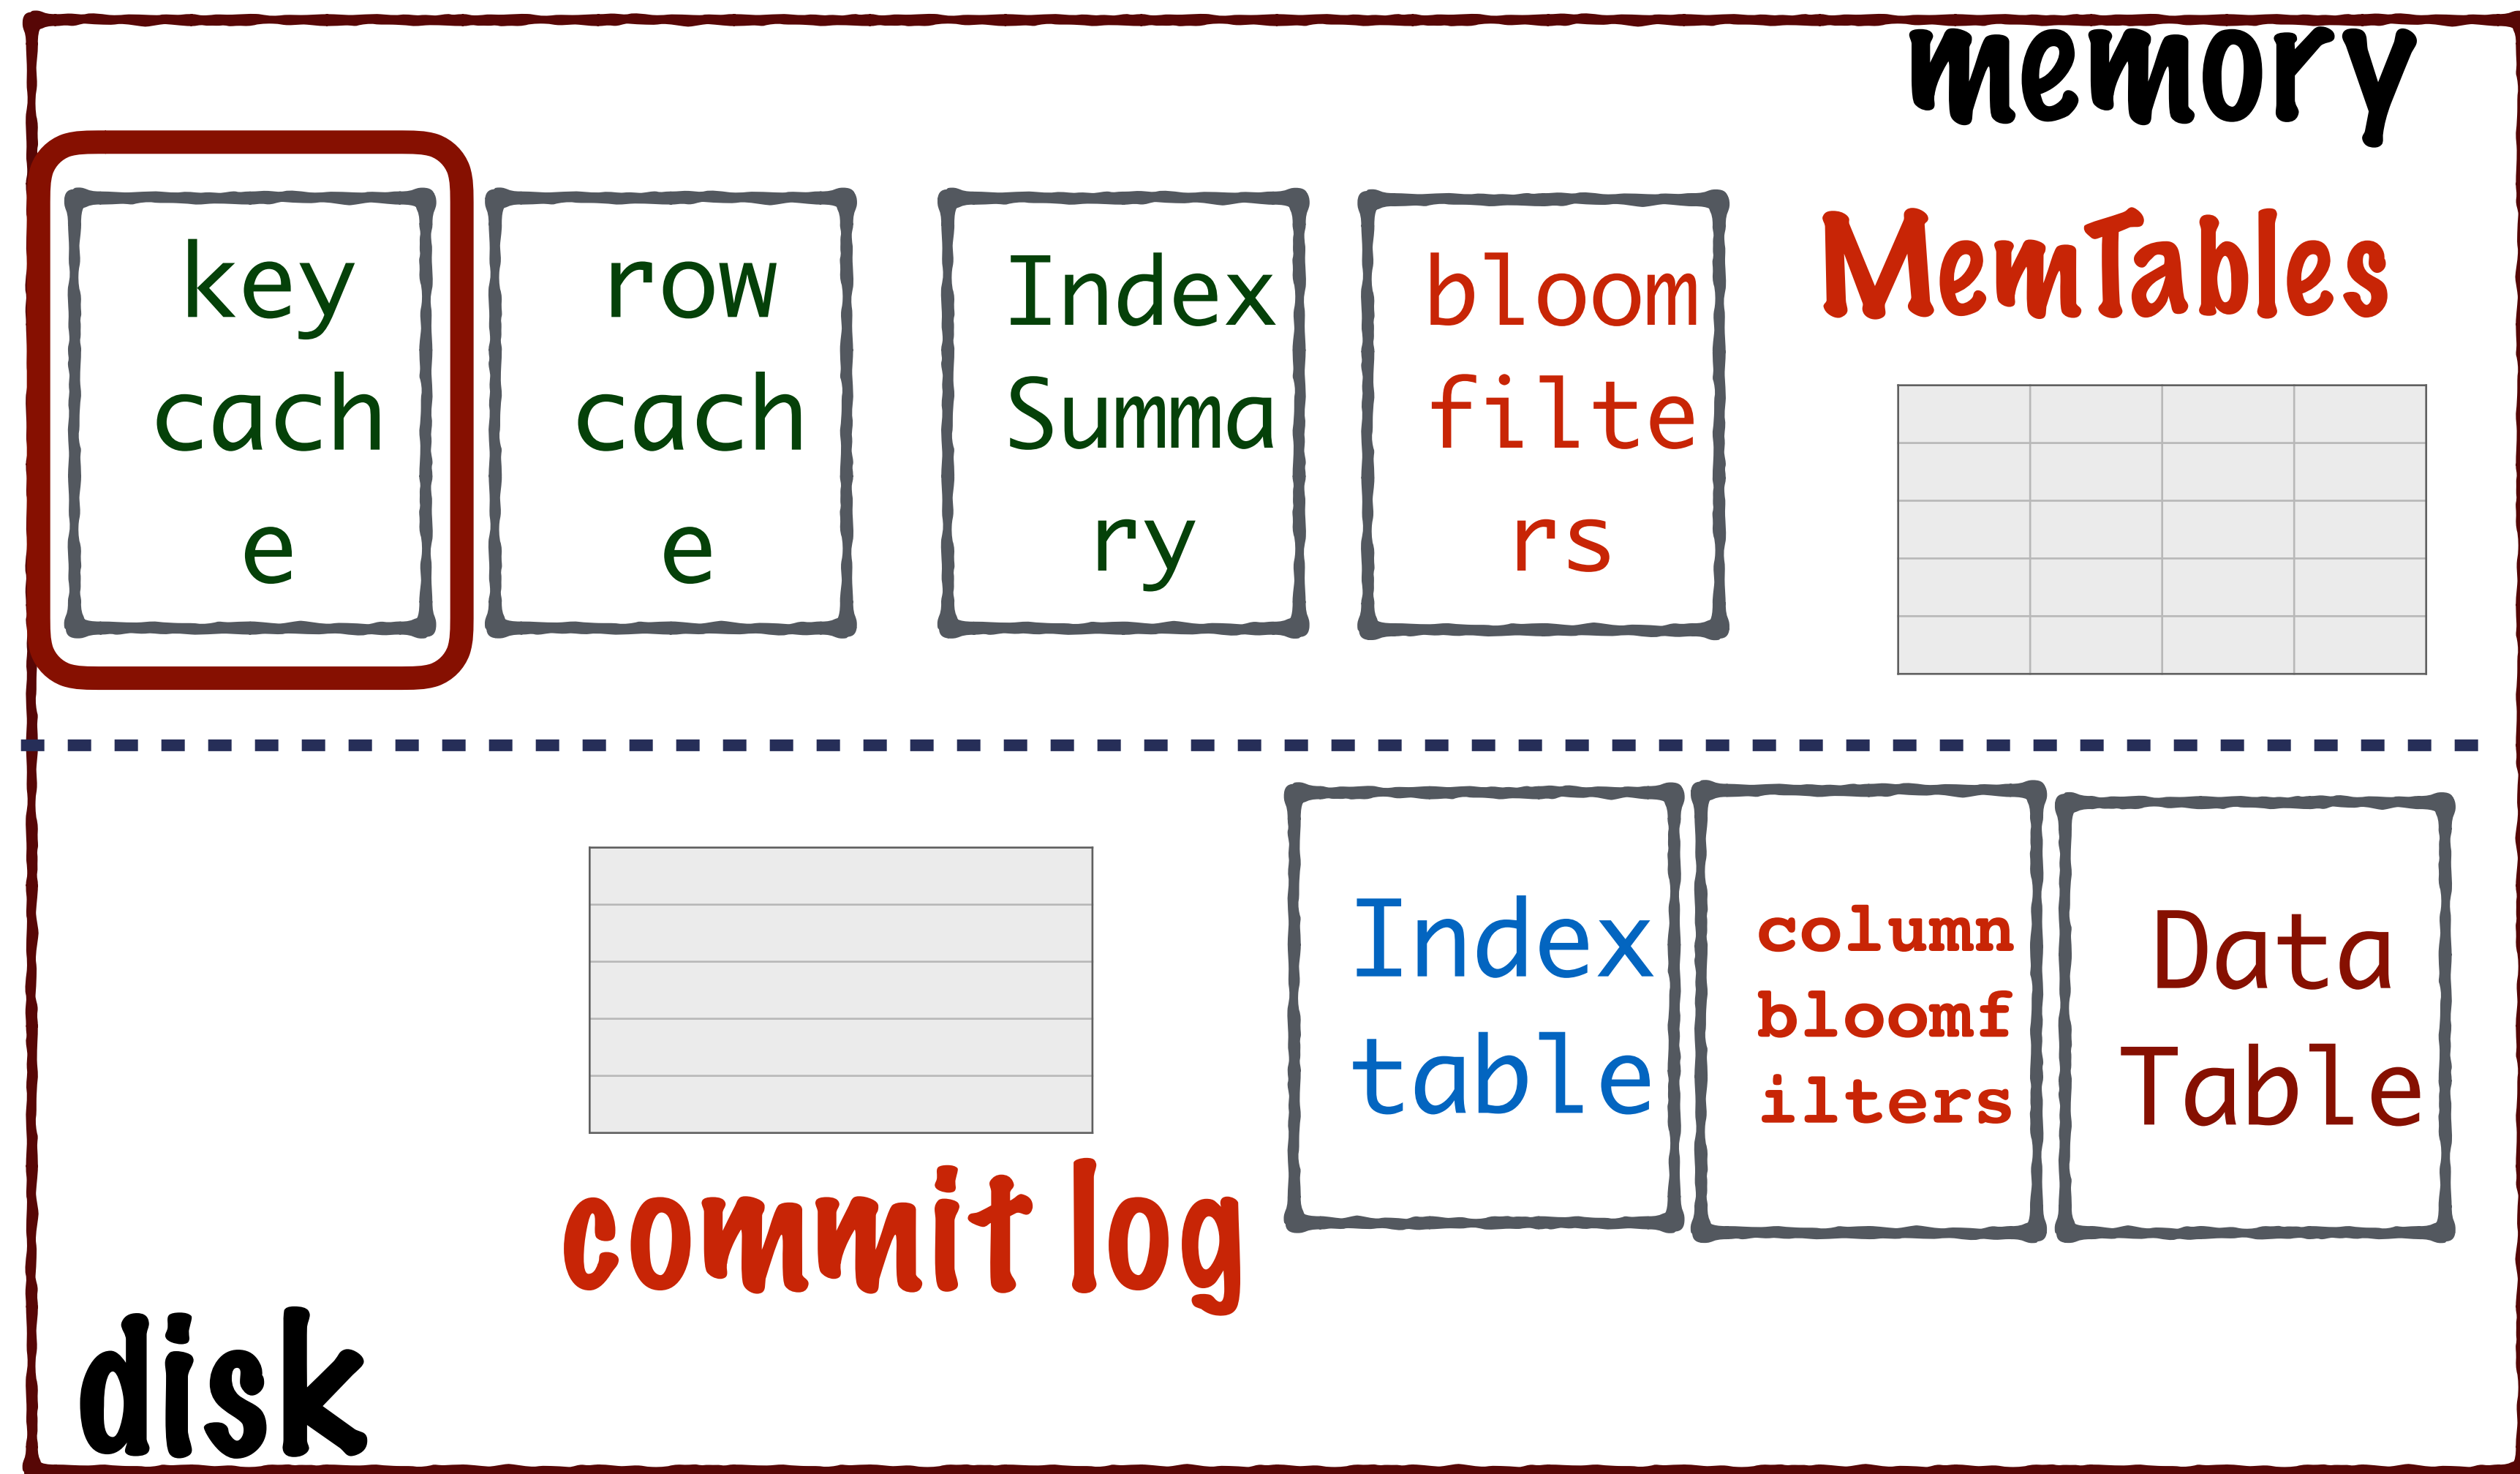 memory
key
cach
e
row
cach
e
Index
Summa
ry
bloom
filte
rs
MemTables
Index
table
column
bloomf
ilters
Data
Table
commit log
disk